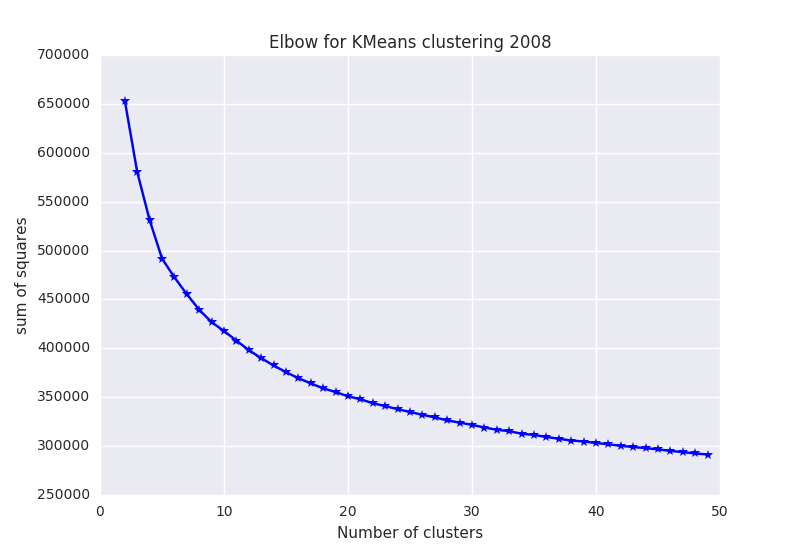 Elbow for KMeans clustering 2008
700000
650000
600000
550000
500000
450000
400000
350000
300000
250000
sum of squares
0 10 20 30 40 50
Number of clusters